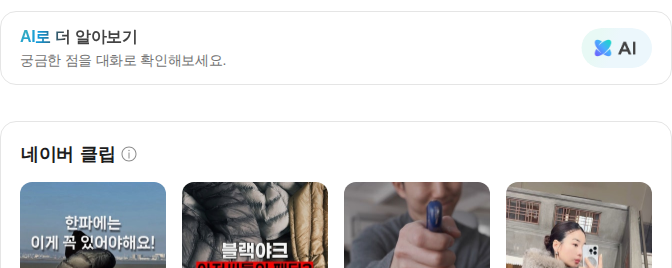 AI로 더 알아보기
궁금한 점을 대화로 확인해보세요.
AI
네이버 클립
한파에는
이게 꼭 있어야해요!
블랙야크